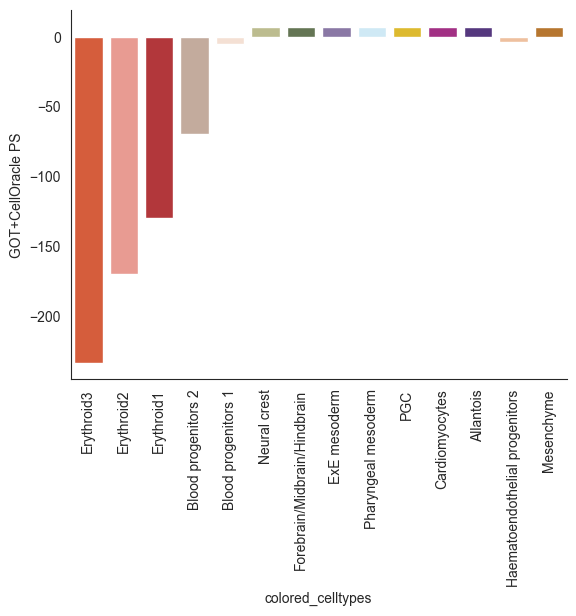 GOT+CellOracle PS
0
−50
−100
−150
−200
Erythroid3
Erythroid2
Erythroid1
Blood progenitors 2
Blood progenitors 1
Neural crest
Forebrain/Midbrain/Hindbrain
ExE mesoderm
Pharyngeal mesoderm
PGC
Cardiomyocytes
Allantois
Haematoendothelial progenitors
Mesenchyme
colored_celltypes